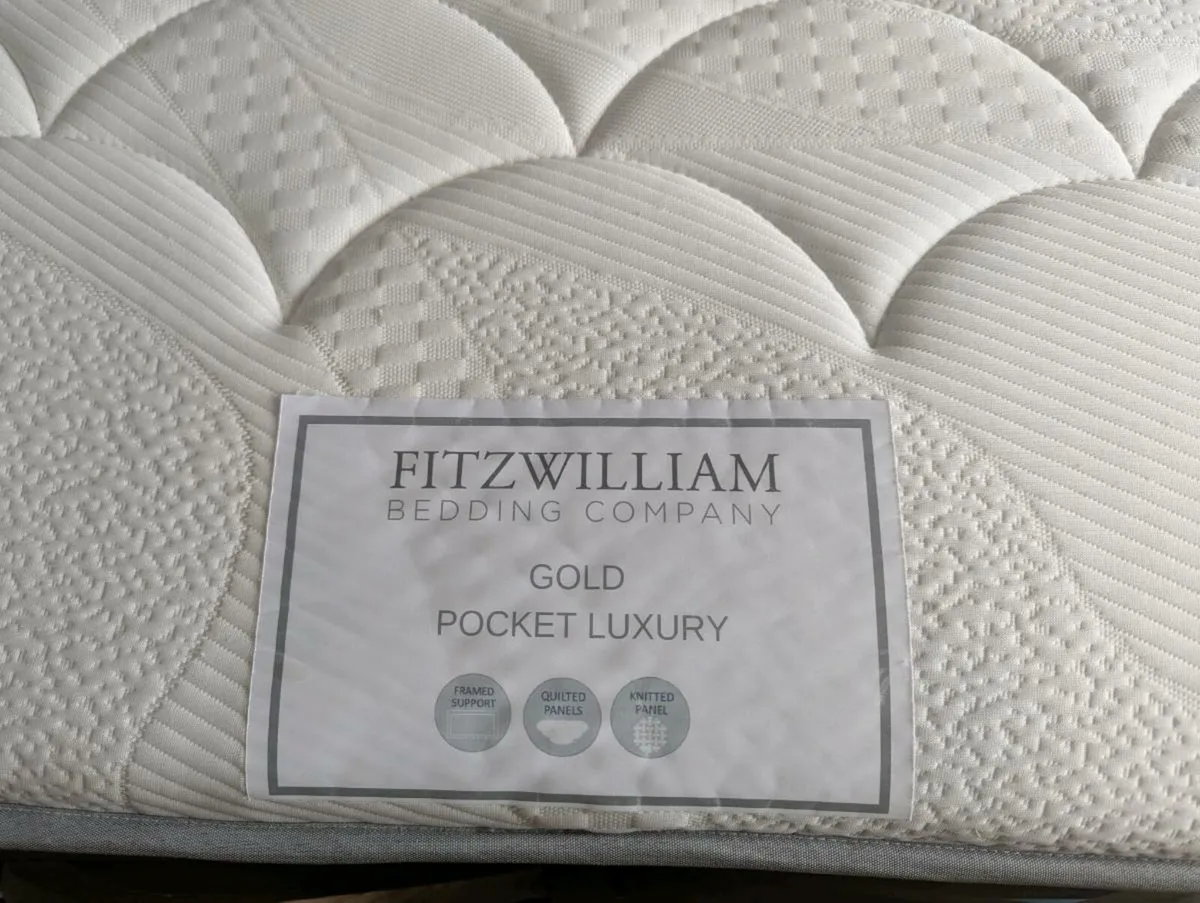 FITZWILLIAM
BEDDING COMPANY
GOLD
POCKET LUXURY
FRAMED
SUPPORT
QUILTED
PANELS
KNITTED
PANEL